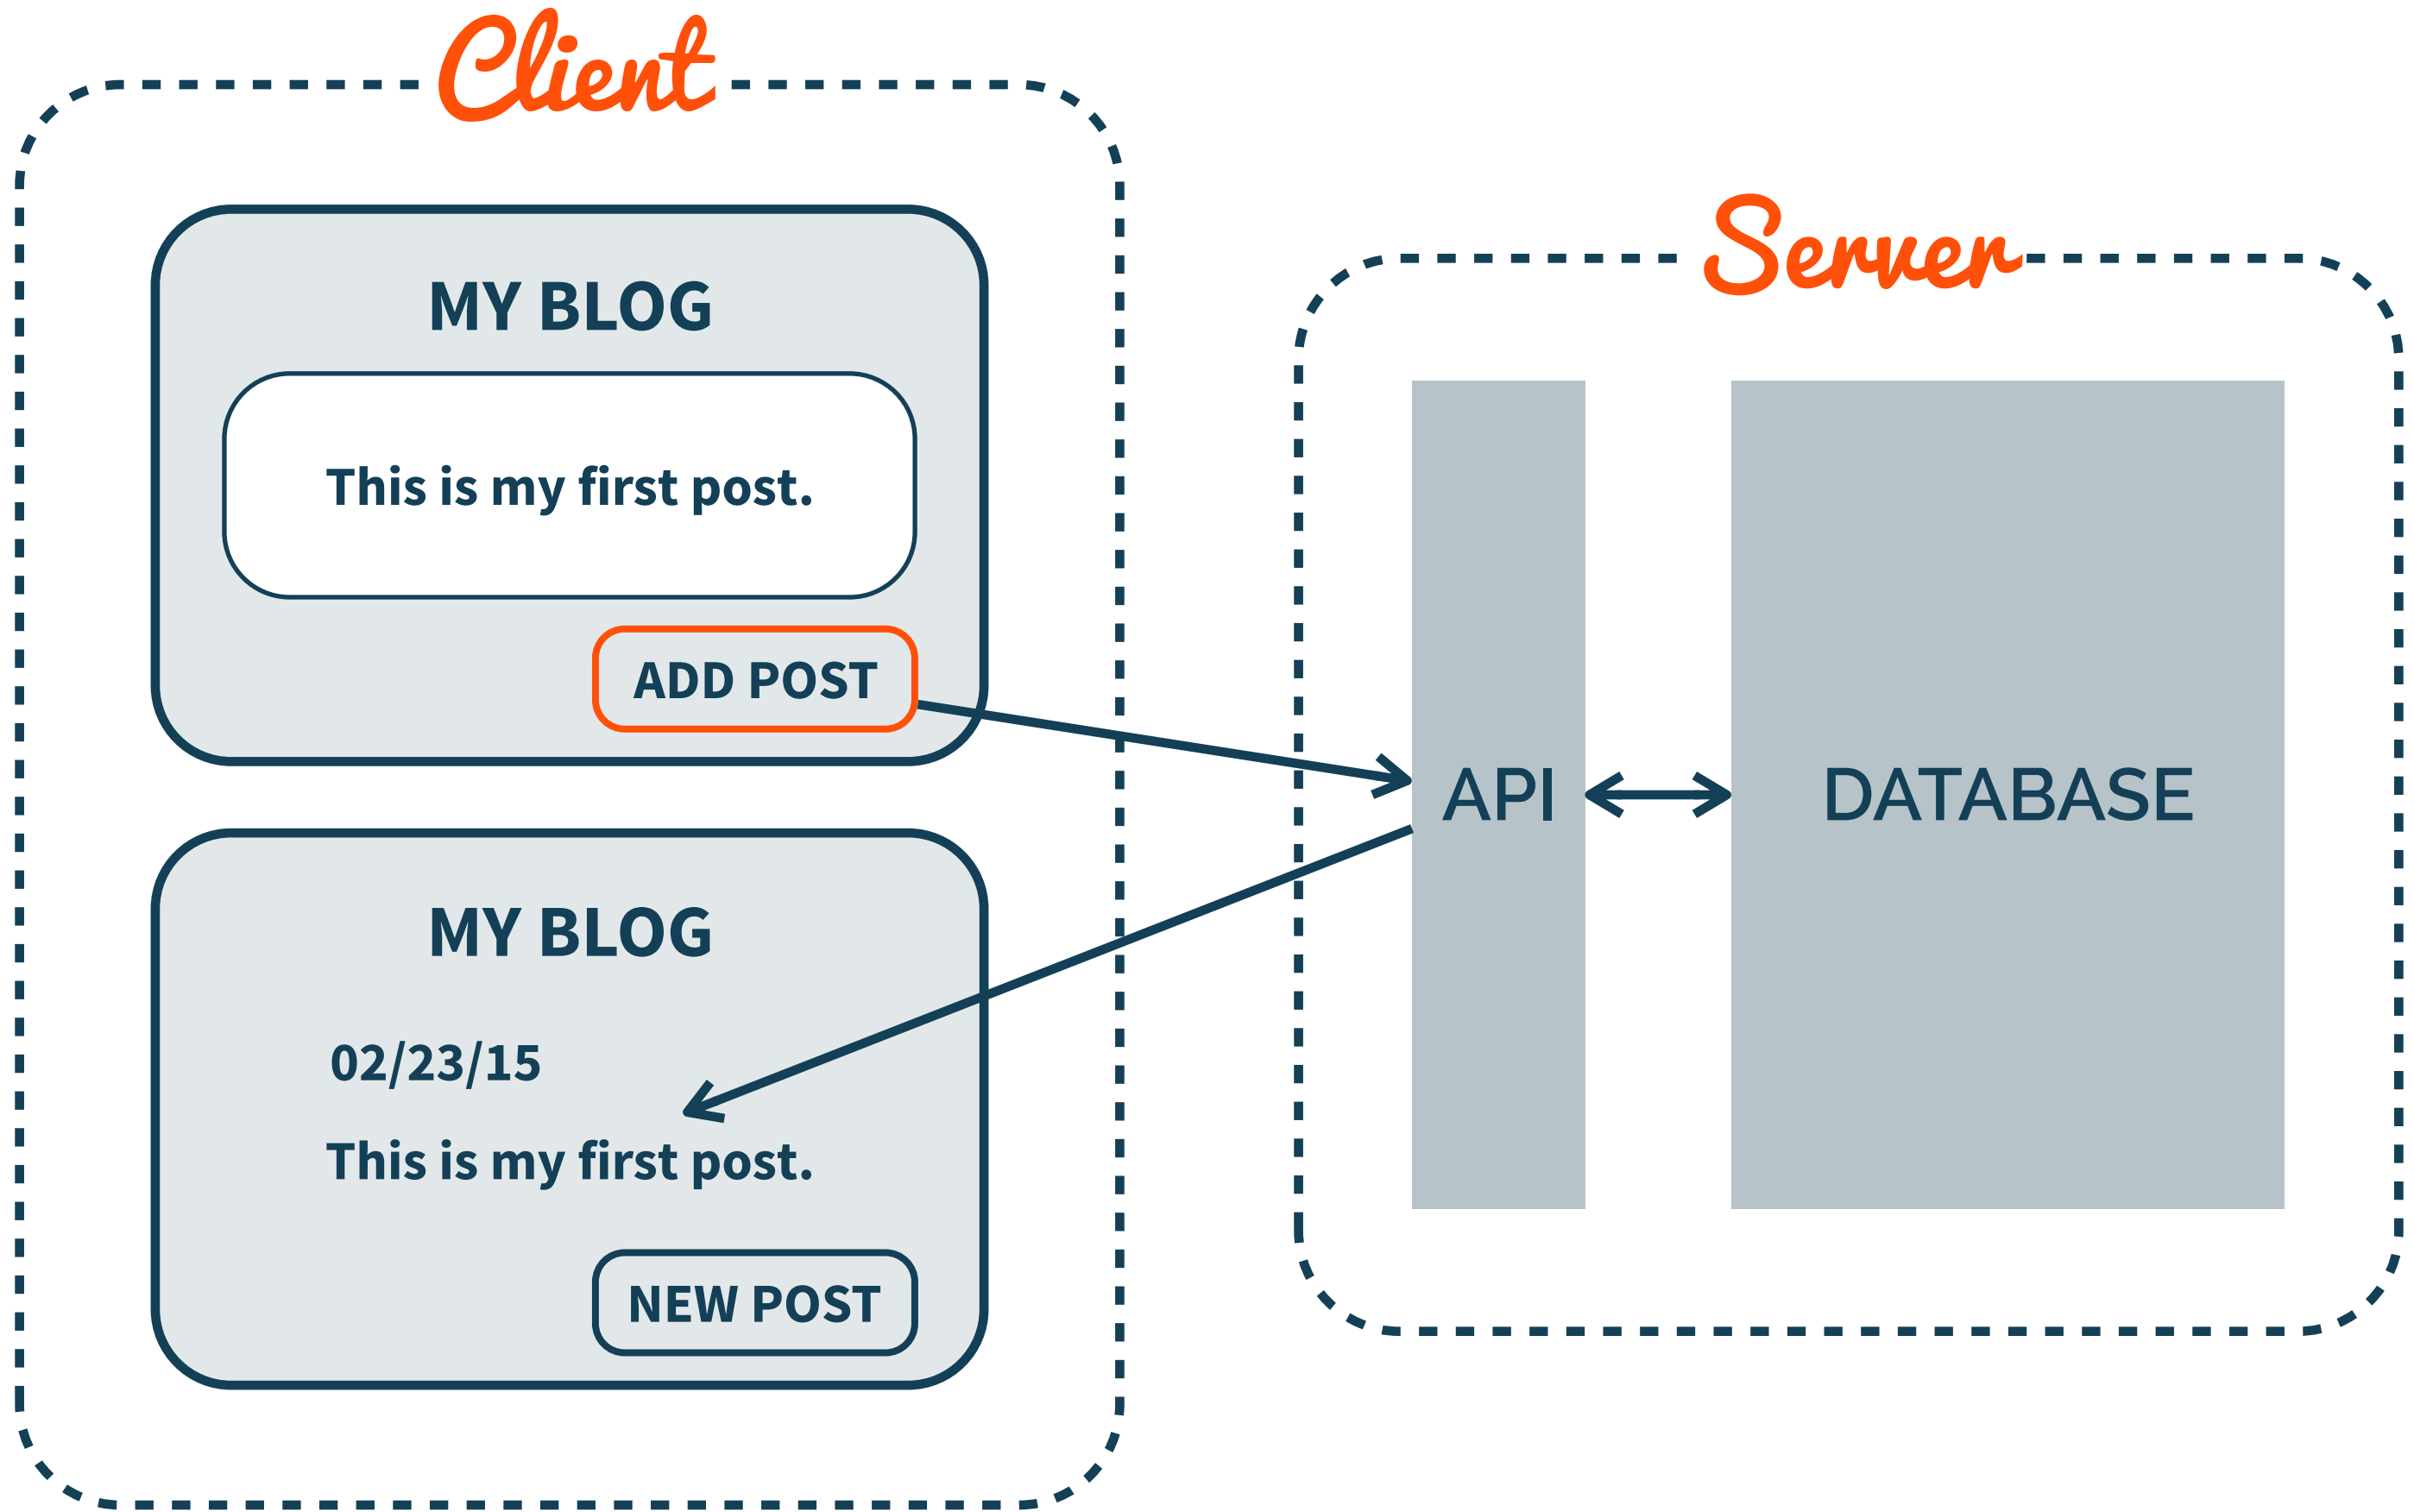 Client
MY BLOG
This is my first post.
ADD POST
MY BLOG
02/23/15
This is my first post.
NEW POST
Server
API
DATABASE